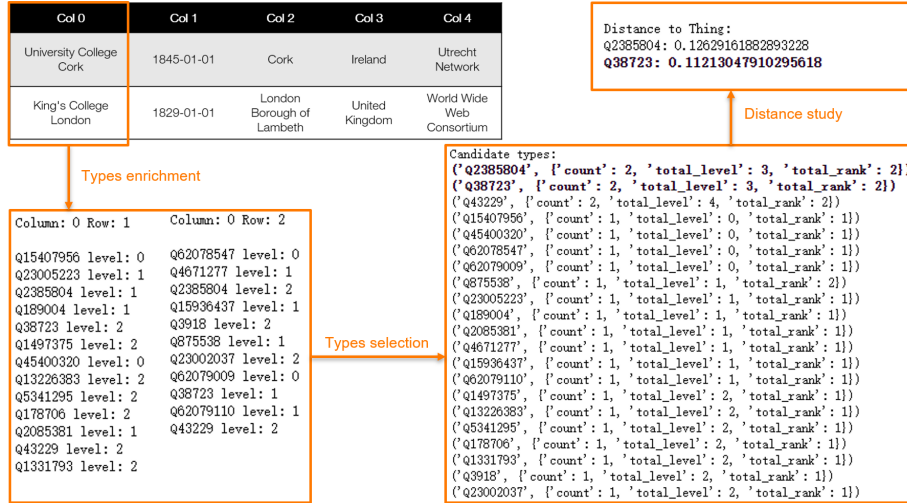 Col 0 Col 1 Col 2 Col 3 Col 4
University College Cork 1845-01-01 Cork Ireland Utrecht Network
King's College London 1829-01-01 London Borough of Lambeth United Kingdom World Wide Web Consortium
Distance to Thing:
Q2385804: 0.12629161882893228
Q38723: 0.11213047910295618
Types enrichment
Distance study
Column: 0 Row: 1
Q15407956 level: 0
Q23005223 level: 1
Q2385804 level: 1
Q189004 level: 1
Q38723 level: 2
Q1497375 level: 2
Q45400320 level: 0
Q13226383 level: 2
Q5341295 level: 2
Q178706 level: 2
Q2085381 level: 1
Q43229 level: 2
Q1331793 level: 2
Column: 0 Row: 2
Q62078547 level: 0
Q4671277 level: 1
Q2385804 level: 2
Q15936437 level: 1
Q3918 level: 2
Q875538 level: 1
Q23002037 level: 2
Q62079009 level: 0
Q38723 level: 1
Q62079110 level: 1
Q43229 level: 2
Types selection
Candidate types:
('Q2385804', {'count': 2, 'total_level': 3, 'total_rank': 2})
('Q38723', {'count': 2, 'total_level': 3, 'total_rank': 2})
('Q43229', {'count': 2, 'total_level': 4, 'total_rank': 2})
('Q15407956', {'count': 1, 'total_level': 0, 'total_rank': 1})
('Q45400320', {'count': 1, 'total_level': 0, 'total_rank': 1})
('Q62078547', {'count': 1, 'total_level': 0, 'total_rank': 1})
('Q62079009', {'count': 1, 'total_level': 0, 'total_rank': 1})
('Q875538', {'count': 1, 'total_level': 1, 'total_rank': 2})
('Q23005223', {'count': 1, 'total_level': 1, 'total_rank': 1})
('Q189004', {'count': 1, 'total_level': 1, 'total_rank': 1})
('Q2085381', {'count': 1, 'total_level': 1, 'total_rank': 1})
('Q4671277', {'count': 1, 'total_level': 1, 'total_rank': 1})
('Q15936437', {'count': 1, 'total_level': 1, 'total_rank': 1})
('Q62079110', {'count': 1, 'total_level': 1, 'total_rank': 1})
('Q1497375', {'count': 1, 'total_level': 2, 'total_rank': 1})
('Q13226383', {'count': 1, 'total_level': 2, 'total_rank': 1})
('Q5341295', {'count': 1, 'total_level': 2, 'total_rank': 1})
('Q178706', {'count': 1, 'total_level': 2, 'total_rank': 1})
('Q1331793', {'count': 1, 'total_level': 2, 'total_rank': 1})
('Q3918', {'count': 1, 'total_level': 2, 'total_rank': 1})
('Q23002037', {'count': 1, 'total_level': 2, 'total_rank': 1})